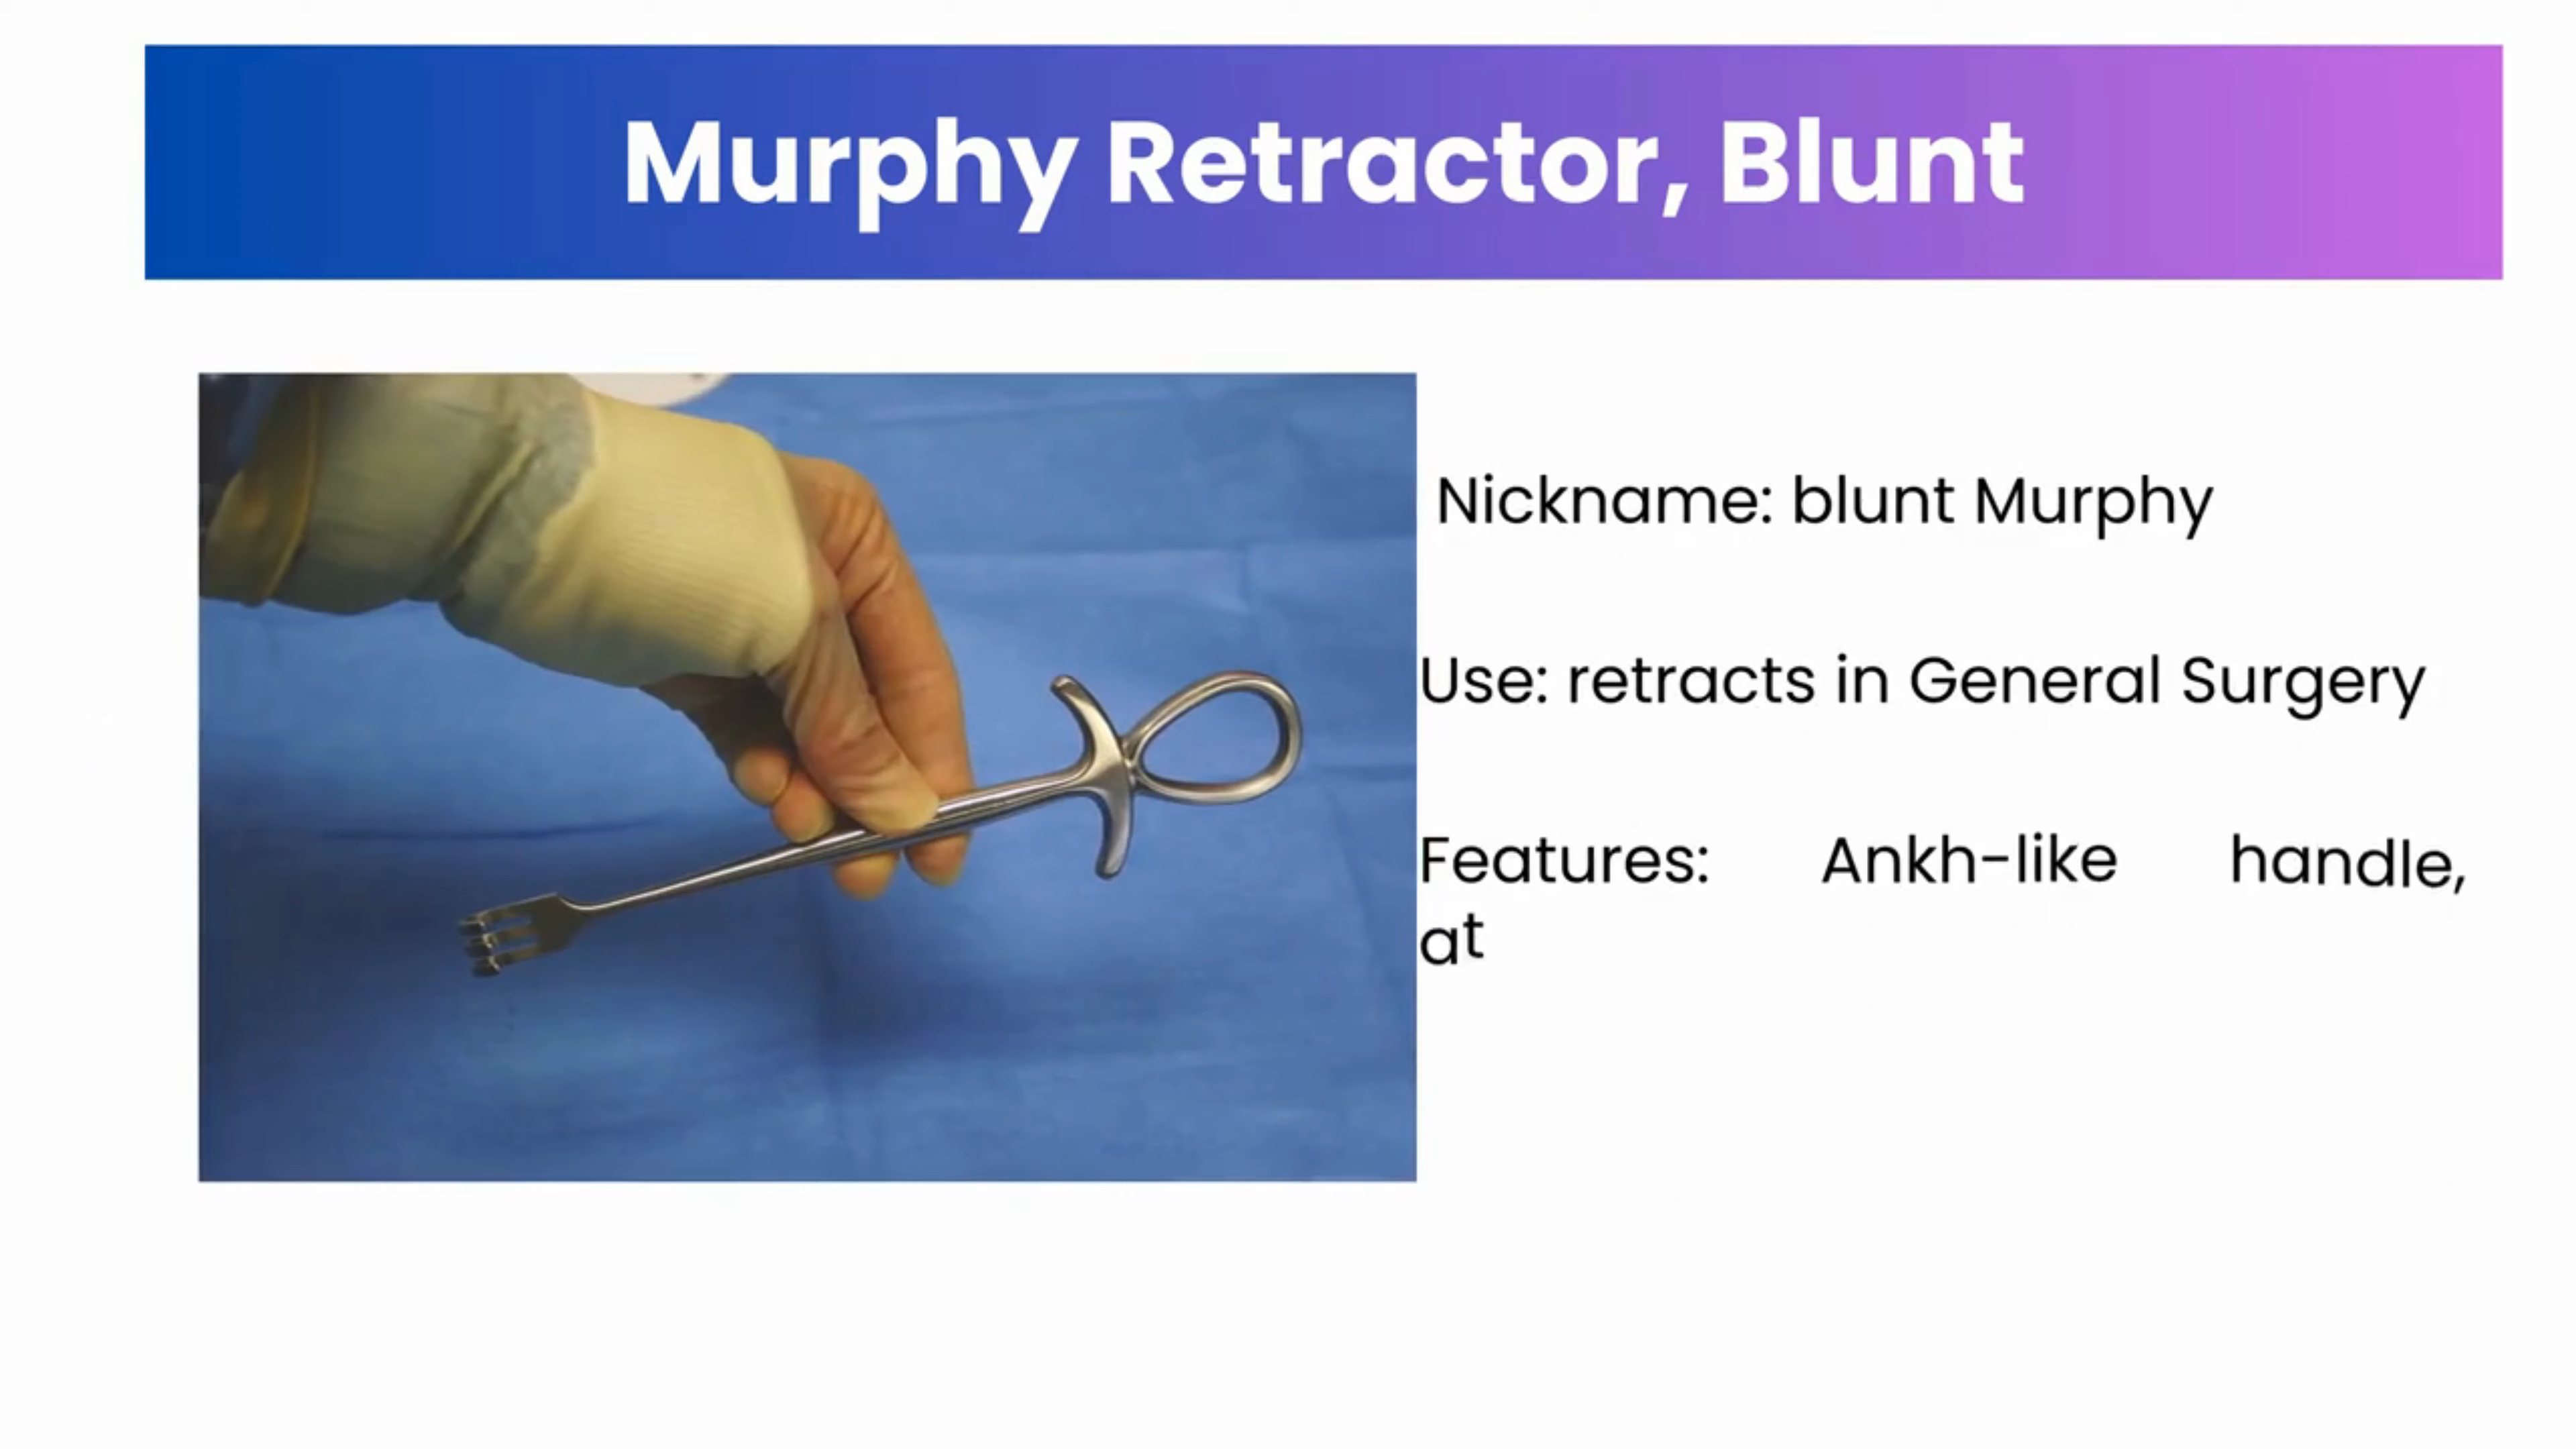 Murphy Retractor, Blunt
Nickname: blunt Murphy
Use: retracts in General Surgery
Features: Ankh-like handle,
at